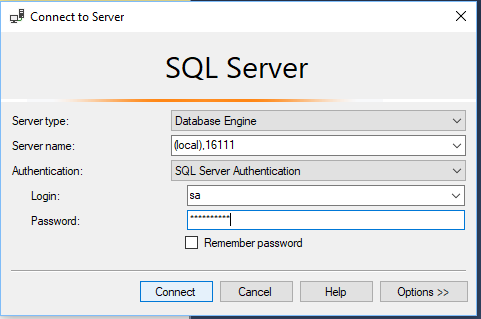 Connect to Server
SQL Server
Server type: Database Engine
Server name: (local),16111
Authentication: SQL Server Authentication
Login: sa
Password: **********
Remember password
Connect Cancel Help Options >>